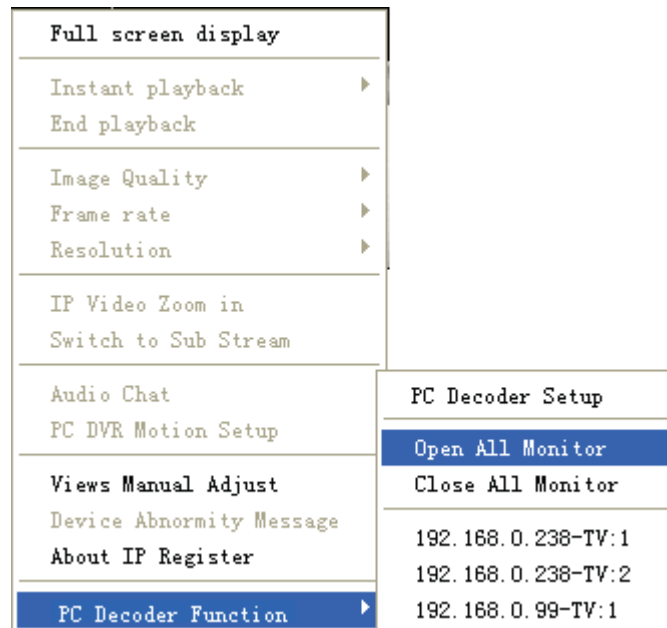 Full screen display
Instant playback
End playback
Image Quality
Frame rate
Resolution
IP Video Zoom in
Switch to Sub Stream
Audio Chat
PC DVR Motion Setup
Views Manual Adjust
Device Abnormity Message
About IP Register
PC Decoder Function
PC Decoder Setup
Open All Monitor
Close All Monitor
192.168.0.238-TV:1
192.168.0.238-TV:2
192.168.0.99-TV:1